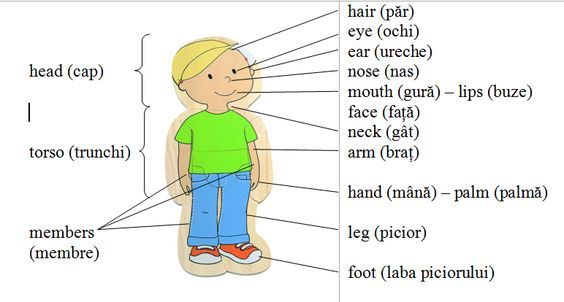 head (cap)
torso (trunchi)
members
(membre)
hair (păr)
eye (ochi)
ear (ureche)
nose (nas)
mouth (gură) – lips (buze)
face (față)
neck (gât)
arm (braț)
hand (mână) – palm (palmă)
leg (picior)
foot (laba piciorului)